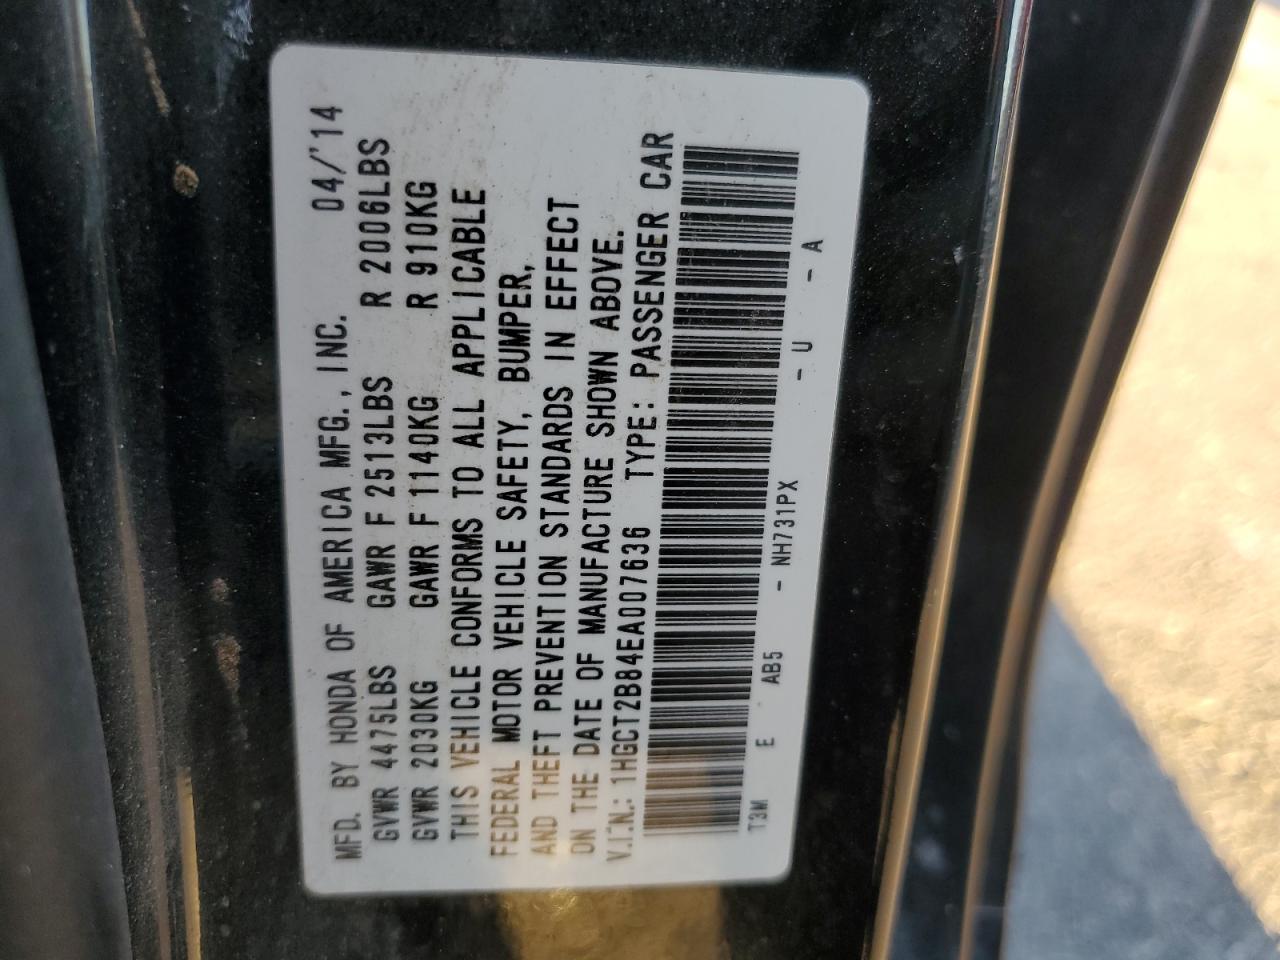 MFD. BY HONDA OF AMERICA MFG., INC. 04/'14
GVWR 4475LBS GAWR F 2513LBS R 2006LBS
GVWR 2030KG GAWR F 1140KG R 910KG
THIS VEHICLE CONFORMS TO ALL APPLICABLE
FEDERAL MOTOR VEHICLE SAFETY, BUMPER,
AND THEFT PREVENTION STANDARDS IN EFFECT
ON THE DATE OF MANUFACTURE SHOWN ABOVE.
V.I.N.: 1HGCT2B84EA007636 TYPE: PASSENGER CAR
T3M E AB5 - NH731PX - U - A